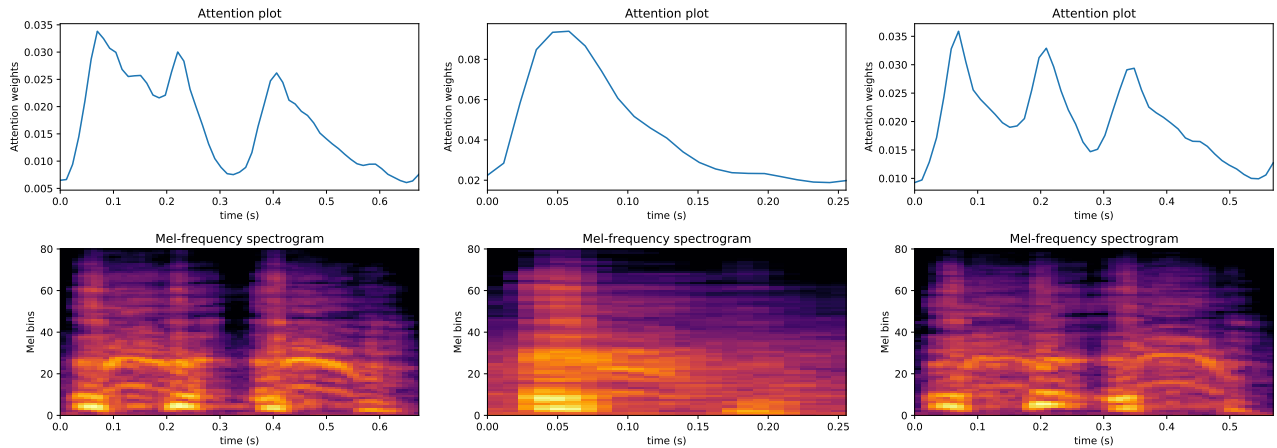 Attention plot
0.035
0.030
0.025
0.020
0.015
0.010
0.005
Attention weights
0.0 0.1 0.2 0.3 0.4 0.5 0.6
time (s)
Attention plot
0.08
0.06
0.04
0.02
Attention weights
0.00 0.05 0.10 0.15 0.20 0.25
time (s)
Attention plot
0.035
0.030
0.025
0.020
0.015
0.010
Attention weights
0.0 0.1 0.2 0.3 0.4 0.5
time (s)
Mel-frequency spectrogram
80
60
40
20
0
Mel bins
0.0 0.1 0.2 0.3 0.4 0.5 0.6
time (s)
Mel-frequency spectrogram
80
60
40
20
0
Mel bins
0.00 0.05 0.10 0.15 0.20 0.25
time (s)
Mel-frequency spectrogram
80
60
40
20
0
Mel bins
0.0 0.1 0.2 0.3 0.4 0.5
time (s)